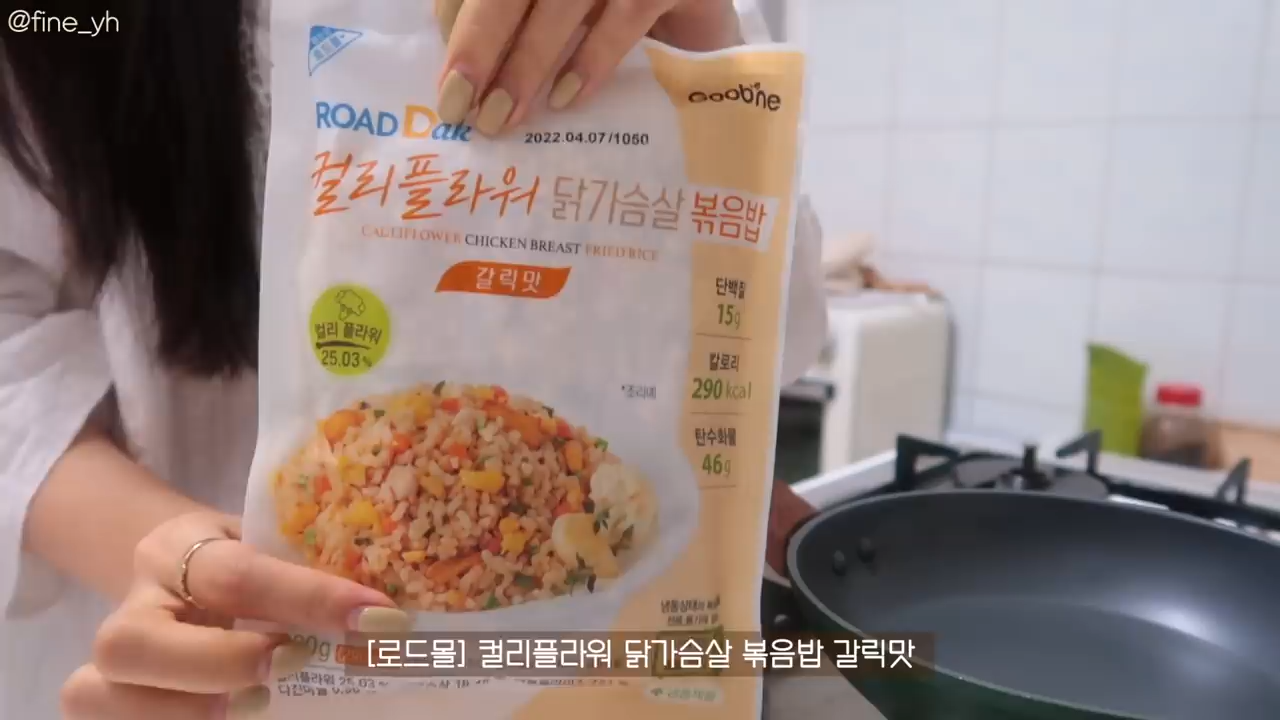 @fine_yh
Goobne
ROAD Dak
2022.04.07/1050
컬리플라워 닭가슴살 볶음밥
CAULIFLOWER CHICKEN BREAST FRIED RICE
갈릭맛
단백질
15g
컬리 플라워
25.03%
칼로리
290 kcal
*조리예
탄수화물
46g
[로드몰] 컬리플라워 닭가슴살 볶음밥 갈릭맛